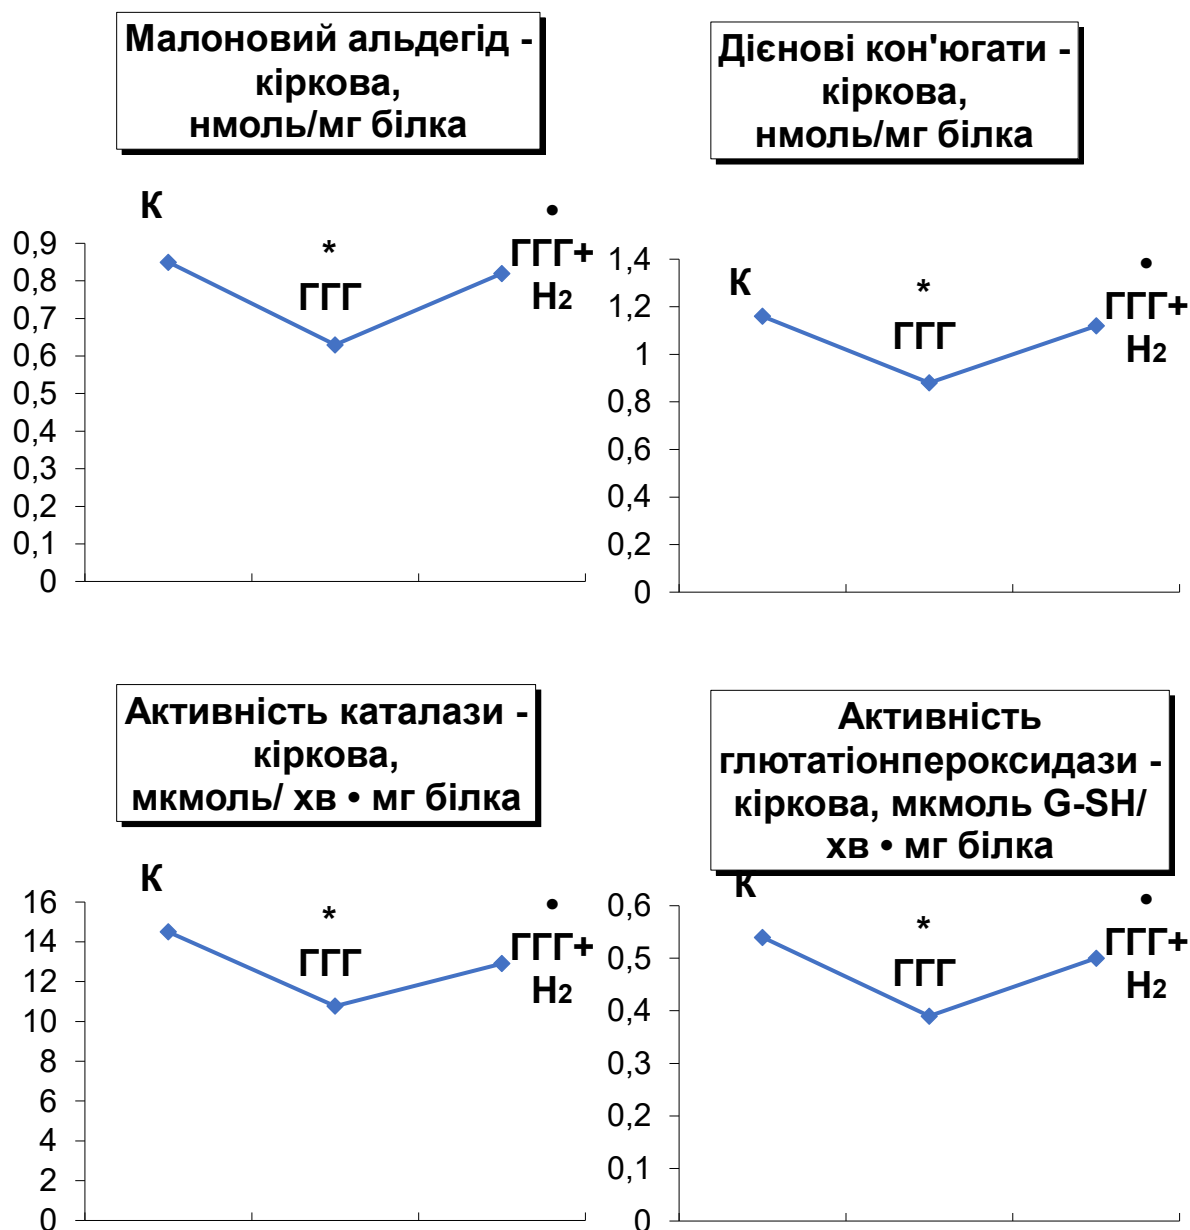 Малоновий альдегід -
кіркова,
нмоль/мг білка
К
*
ГГГ
•
ГГГ+
Н2
0,9
0,8
0,7
0,6
0,5
0,4
0,3
0,2
0,1
0
Дієнові кон'югати -
кіркова,
нмоль/мг білка
К
*
ГГГ
•
ГГГ+
Н2
1,4
1,2
1
0,8
0,6
0,4
0,2
0
Активність каталази -
кіркова,
мкмоль/ хв • мг білка
К
*
ГГГ
•
ГГГ+
Н2
16
14
12
10
8
6
4
2
0
Активність
глютатіонпероксидази -
кіркова, мкмоль G-SH/
хв • мг білка
К
*
ГГГ
•
ГГГ+
Н2
0,6
0,5
0,4
0,3
0,2
0,1
0